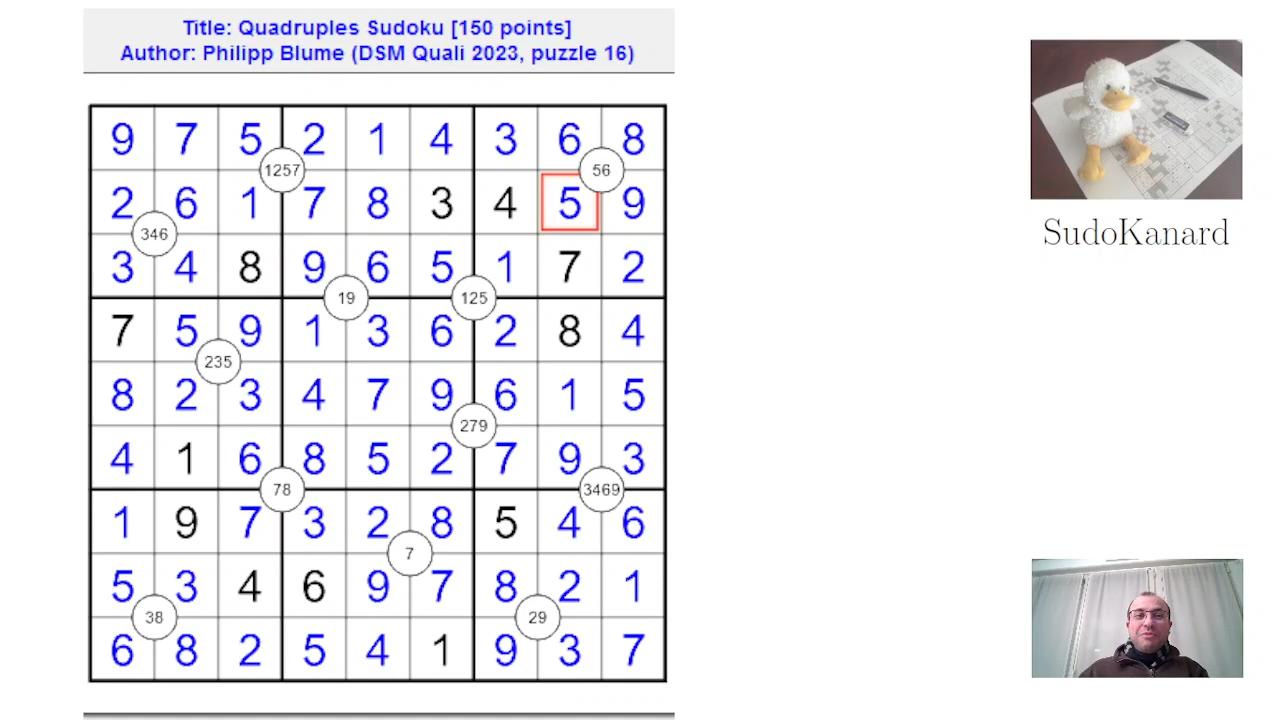 Title: Quadruples Sudoku [150 points]
Author: Philipp Blume (DSM Quali 2023, puzzle 16)
9 7 5 2 1 4 3 6 8
1257 56
2 6 1 7 8 3 4 5 9
346
SudoKanard
3 4 8 9 6 5 1 7 2
19 125
7 5 9 1 3 6 2 8 4
235
8 2 3 4 7 9 6 1 5
279
4 1 6 8 5 2 7 9 3
78 3469
1 9 7 3 2 8 5 4 6
7
5 3 4 6 9 7 8 2 1
38 29
6 8 2 5 4 1 9 3 7